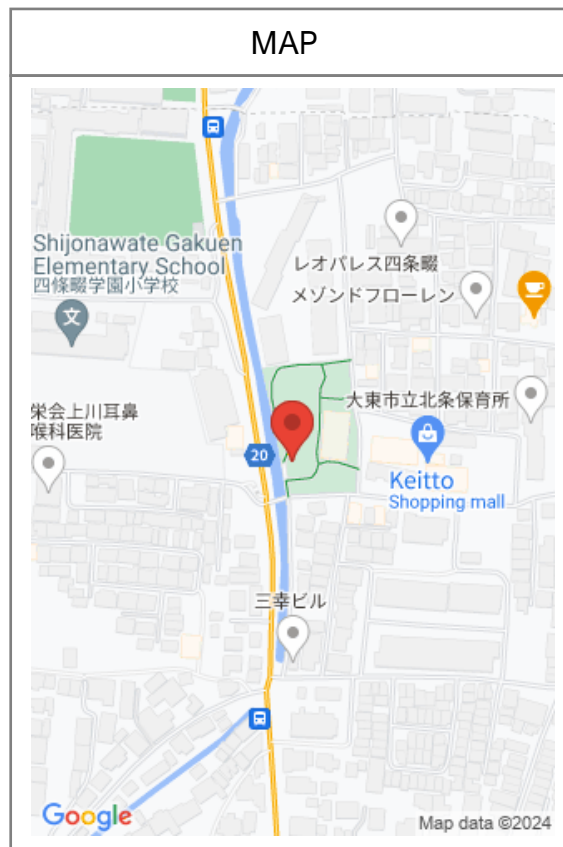 MAP
Shijonawate Gakuen
Elementary School
四條畷学園小学校
レオパレス四条畷
メゾンドフローレン
大東市立北条保育所
栄会上川耳鼻
喉科医院
20
Keitto
Shopping mall
三幸ビル
Google
Map data ©2024